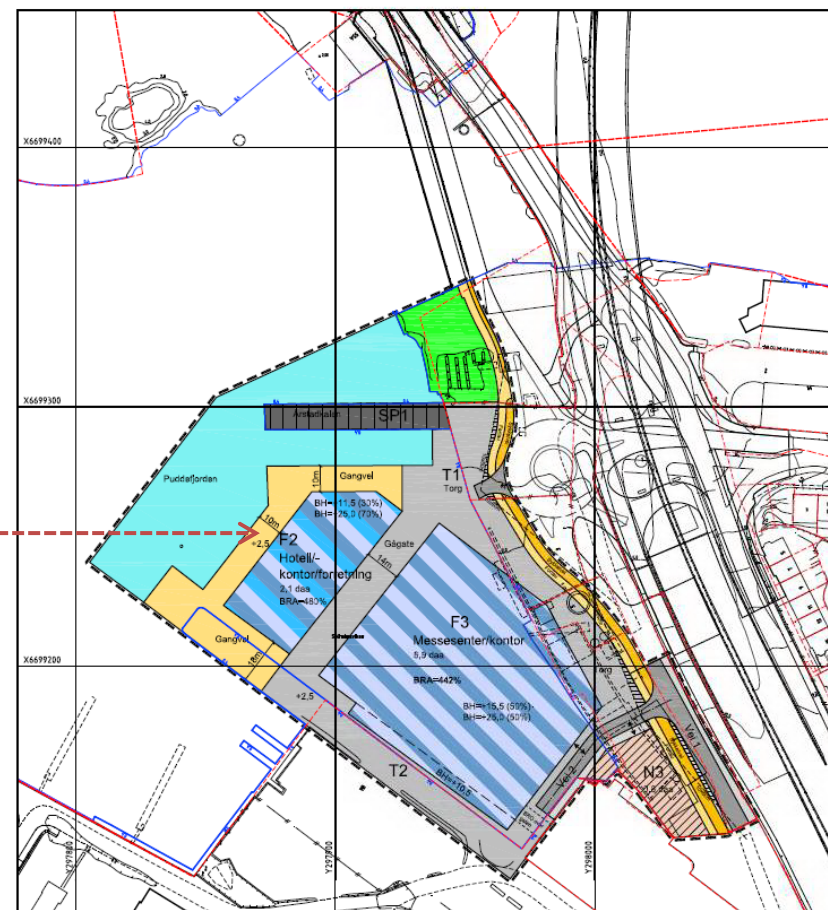 X6699400
X6699300
Årstadkaien
SP1
Puddefjorden
Gangvei
10m
T1
Torg
BH=+11,5 (30%)
BH=+25,0 (70%)
10m
+2,5
F2
Hotell/-
kontor/forretning
2,1 daa
BRA=480%
Gågate
14m
F3
Messesenter/kontor
5,9 daa
BRA=442%
BH=+15,5 (50%)
BH=+25,0 (50%)
Gangvei
18m
X6699200
+2,5
T2
BH=+10,5
Vei 1
Vei 2
N3
Y297800
Y297900
Y298000